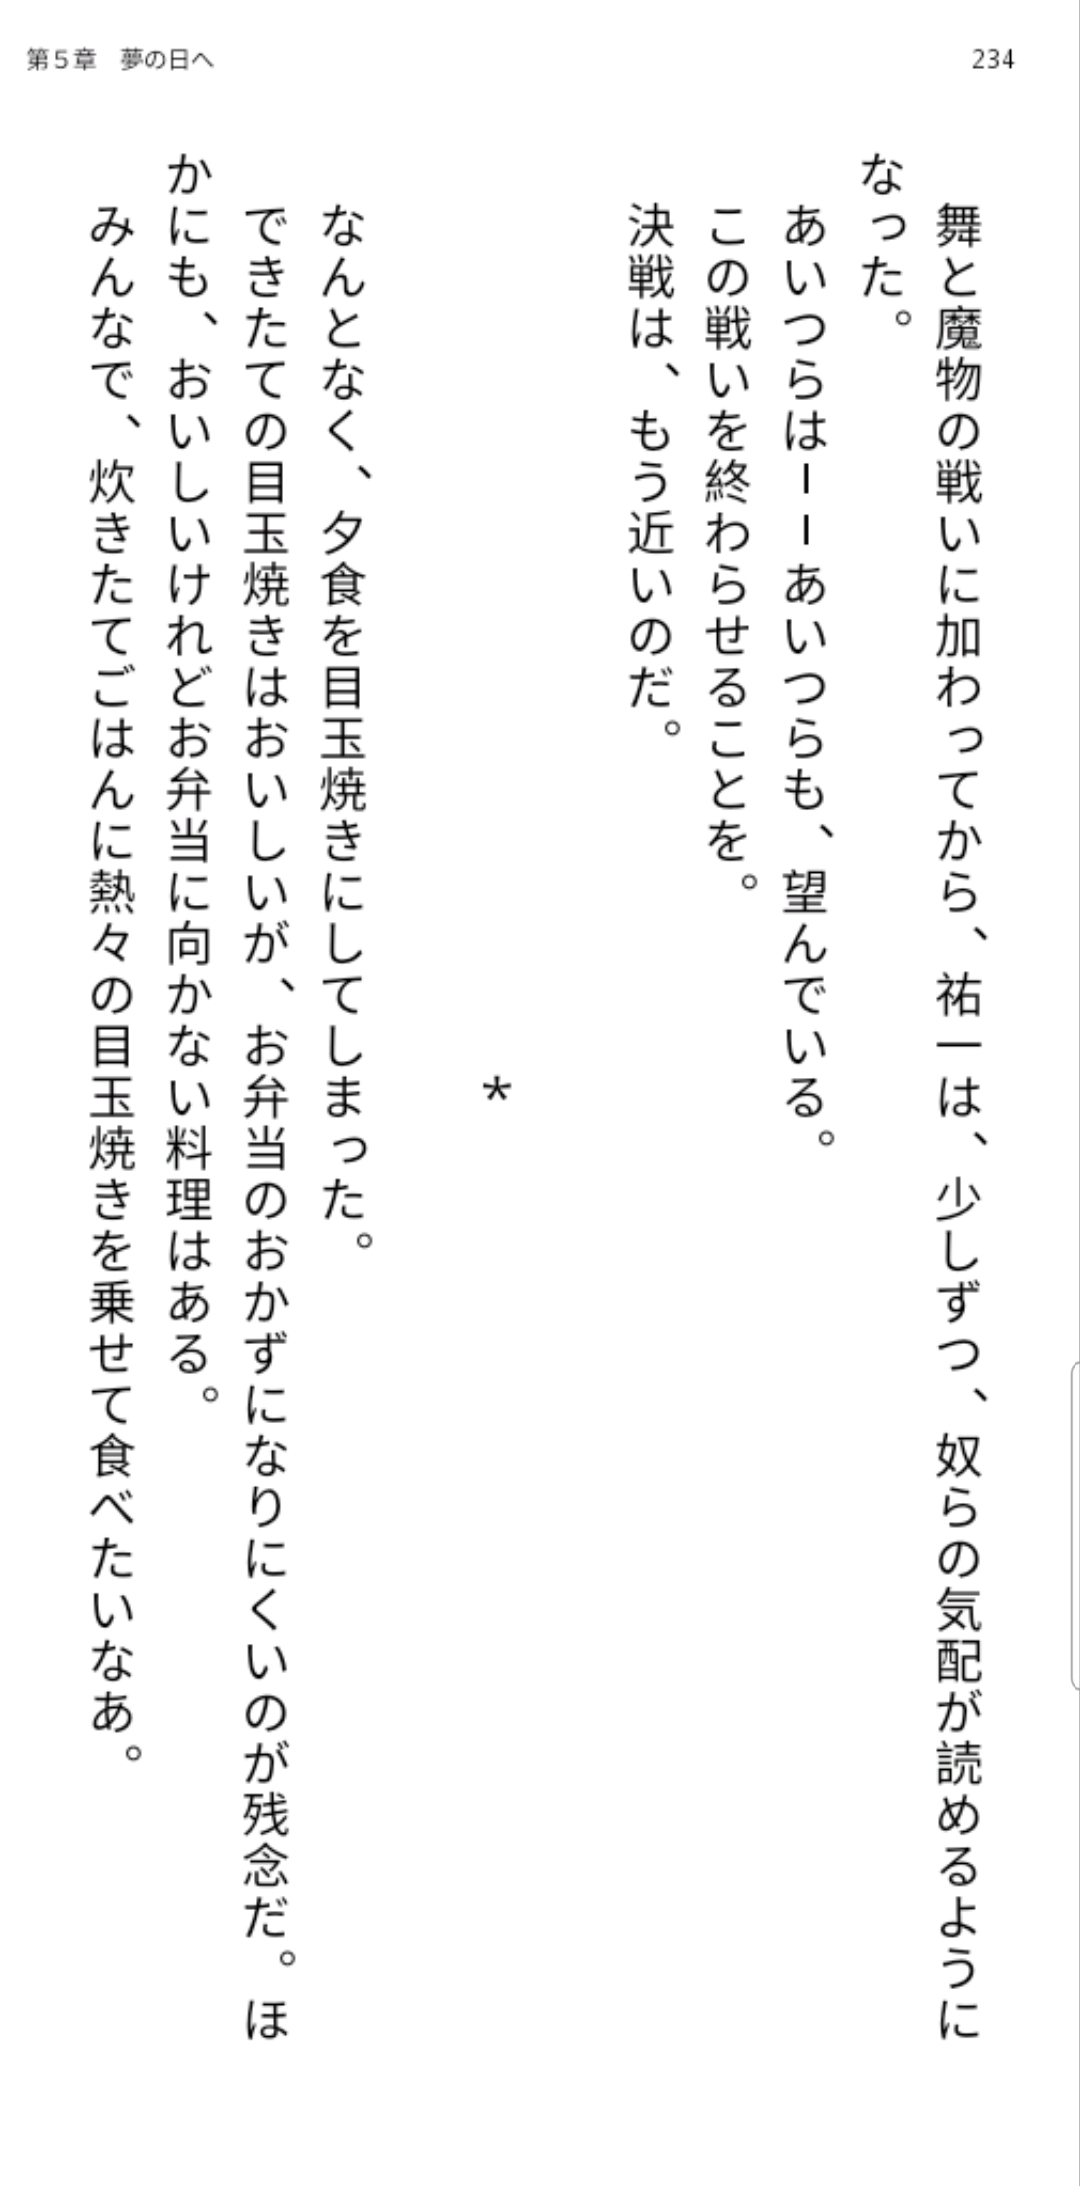 第５章　夢の日へ
234
　舞と魔物の戦いに加わってから、祐一は、少しずつ、奴らの気配が読めるように
なった。
　あいつらは――あいつらも、望んでいる。
　この戦いを終わらせることを。
　決戦は、もう近いのだ。
＊
　なんとなく、夕食を目玉焼きにしてしまった。
　できたての目玉焼きはおいしいが、お弁当のおかずになりにくいのが残念だ。ほ
かにも、おいしいけれどお弁当に向かない料理はある。
　みんなで、炊きたてごはんに熱々の目玉焼きを乗せて食べたいなあ。